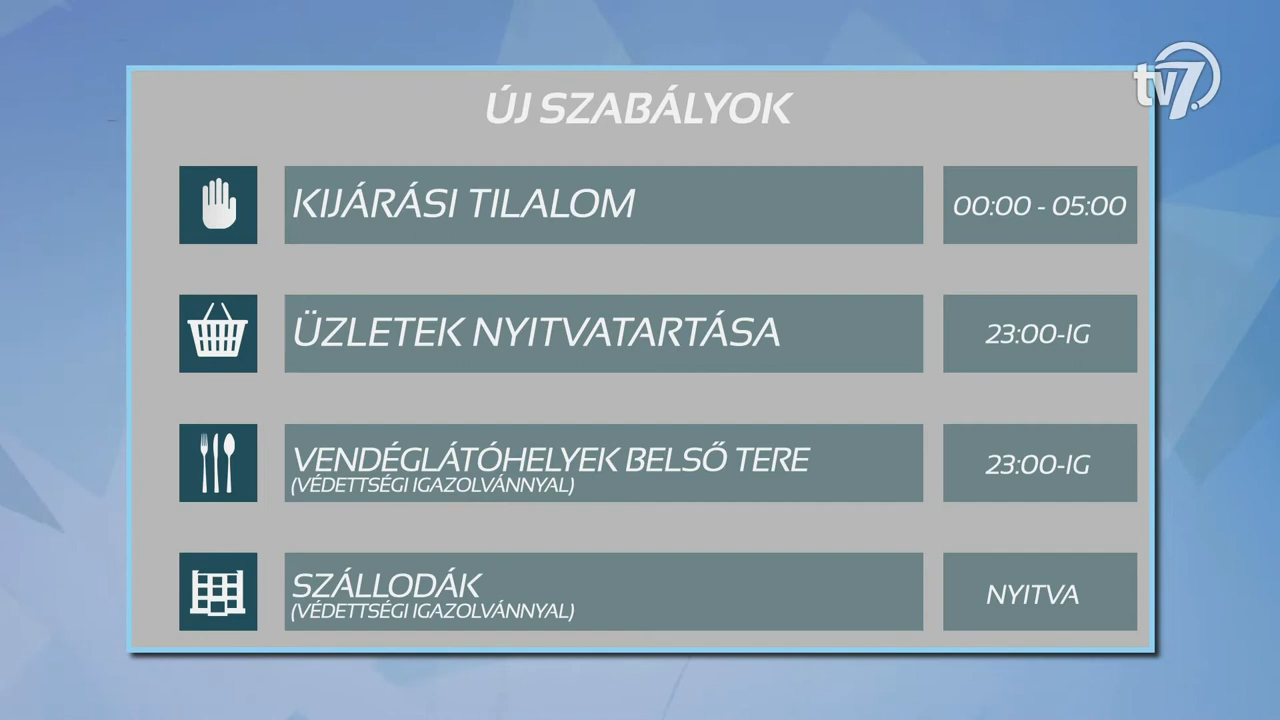 tv7
ÚJ SZABÁLYOK
KIJÁRÁSI TILALOM
00:00 - 05:00
ÜZLETEK NYITVATARTÁSA
23:00-IG
VENDÉGLÁTÓHELYEK BELSŐ TERE
(VÉDETTSÉGI IGAZOLVÁNNYAL)
23:00-IG
SZÁLLODÁK
(VÉDETTSÉGI IGAZOLVÁNNYAL)
NYITVA